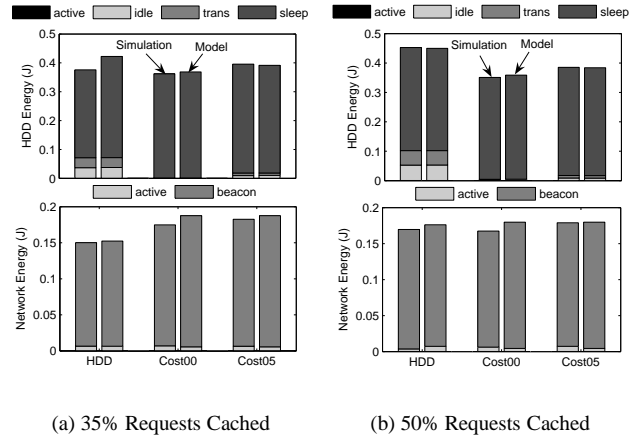 active idle trans sleep
0.5
0.4
0.3
0.2
0.1
0
HDD Energy (J)
Simulation
Model
active beacon
0.2
0.15
0.1
0.05
0
Network Energy (J)
HDD Cost00 Cost05
(a) 35% Requests Cached
active idle trans sleep
0.5
0.4
0.3
0.2
0.1
0
HDD Energy (J)
Simulation
Model
active beacon
0.2
0.15
0.1
0.05
0
Network Energy (J)
HDD Cost00 Cost05
(b) 50% Requests Cached